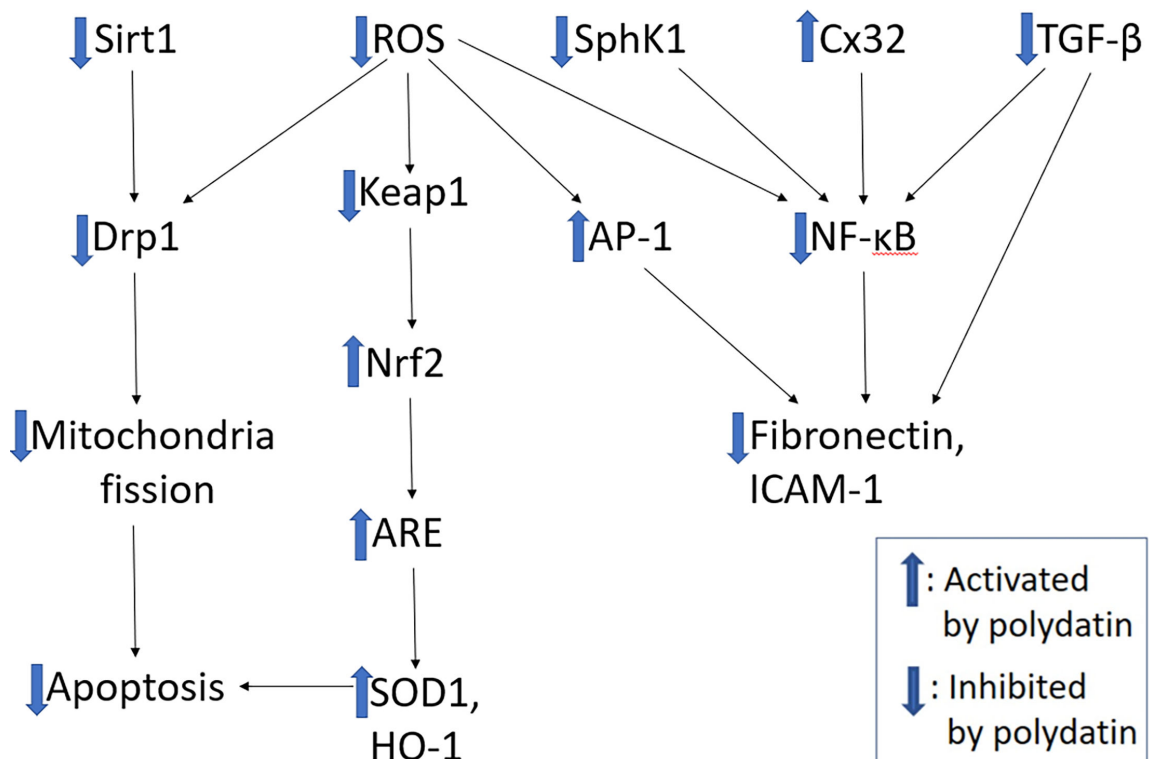 Sirt1
ROS
SphK1
Cx32
TGF-β
Keap1
Drp1
AP-1
NF-κB
Nrf2
Mitochondria
fission
Fibronectin,
ICAM-1
ARE
: Activated
by polydatin
Apoptosis
SOD1,
HO-1
: Inhibited
by polydatin